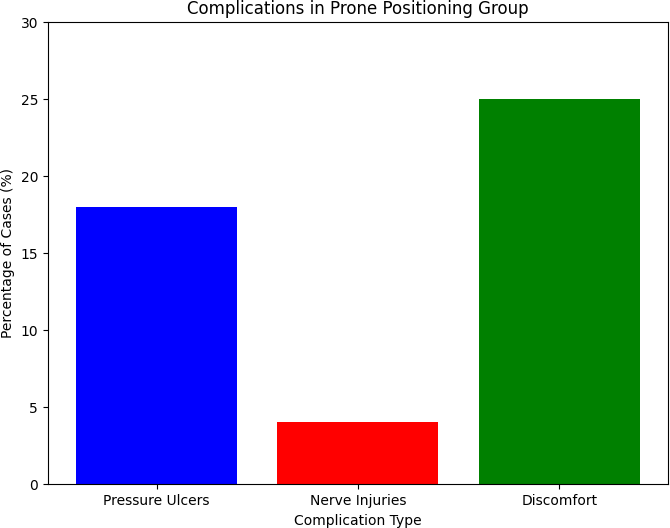 Complications in Prone Positioning Group
Percentage of Cases (%)
30
25
20
15
10
5
0
Pressure Ulcers
Nerve Injuries
Discomfort
Complication Type